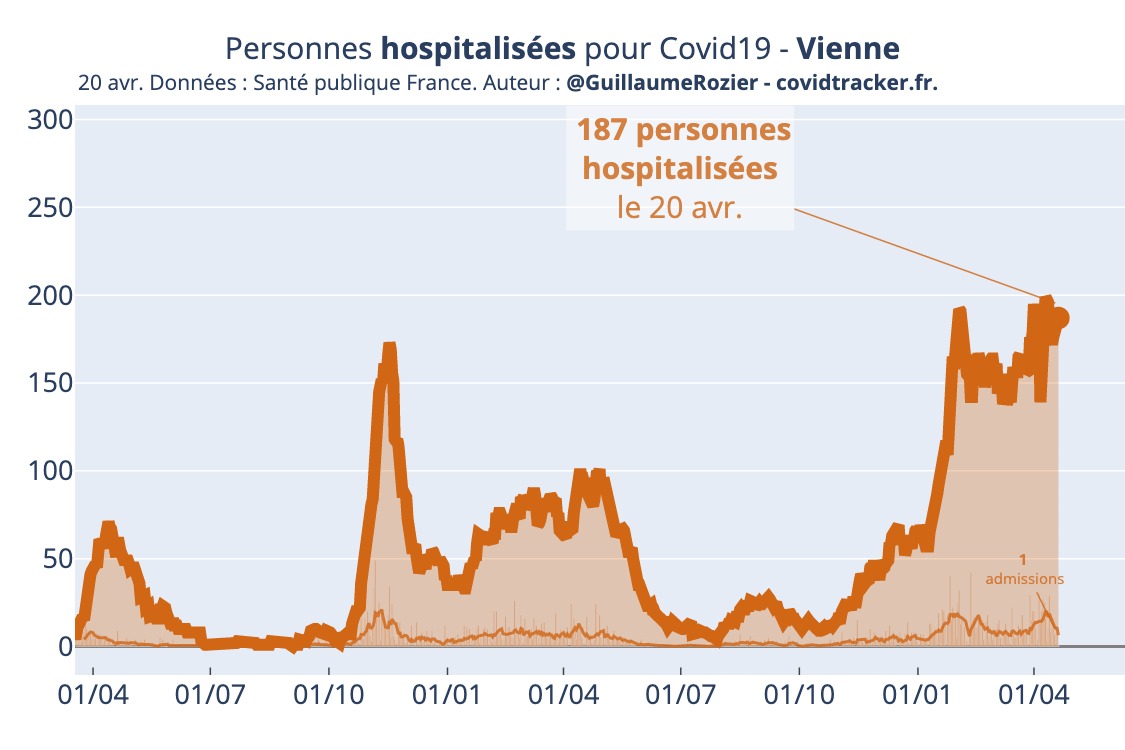 Personnes hospitalisées pour Covid19 - Vienne
20 avr. Données : Santé publique France. Auteur : @GuillaumeRozier - covidtracker.fr.
300
187 personnes
hospitalisées
le 20 avr.
250
200
150
100
50
1
admissions
0
01/04 01/07 01/10 01/01 01/04 01/07 01/10 01/01 01/04